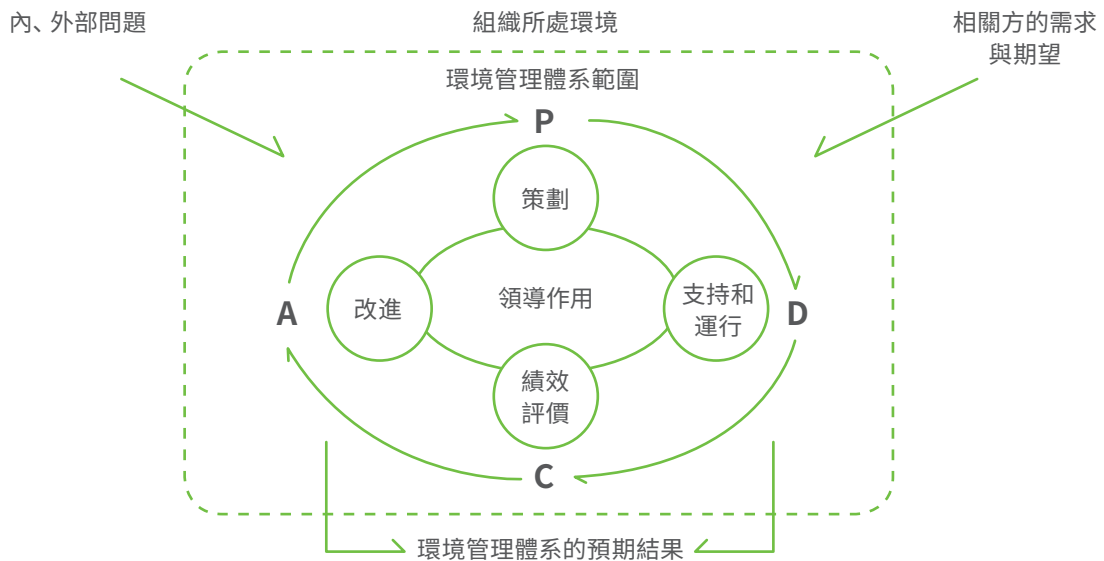 內、外部問題
組織所處環境
相關方的需求
與期望
環境管理體系範圍
P
策劃
A
改進
領導作用
支持和
運行
D
績效
評價
C
環境管理體系的預期結果